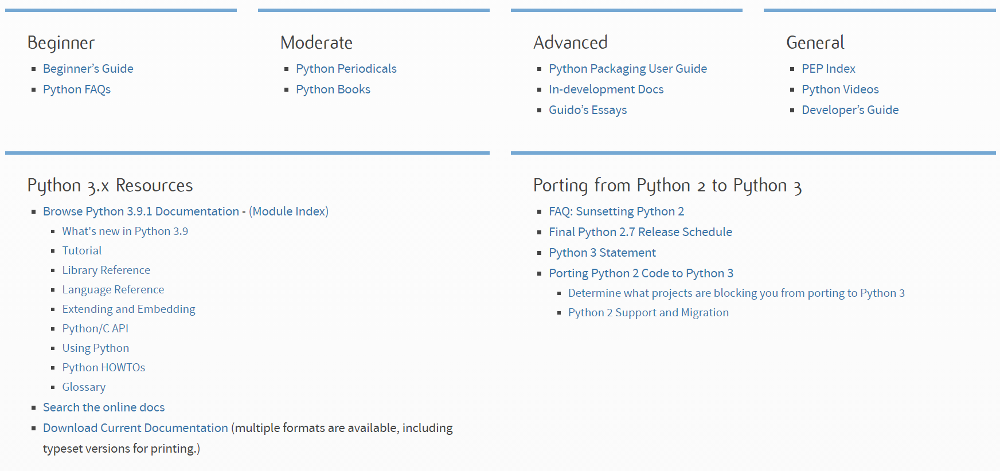 Beginner
Beginner’s Guide
Python FAQs
Moderate
Python Periodicals
Python Books
Advanced
Python Packaging User Guide
In-development Docs
Guido’s Essays
General
PEP Index
Python Videos
Developer’s Guide
Python 3.x Resources
Browse Python 3.9.1 Documentation - (Module Index)
What's new in Python 3.9
Tutorial
Library Reference
Language Reference
Extending and Embedding
Python/C API
Using Python
Python HOWTOs
Glossary
Search the online docs
Download Current Documentation (multiple formats are available, including
typeset versions for printing.)
Porting from Python 2 to Python 3
FAQ: Sunsetting Python 2
Final Python 2.7 Release Schedule
Python 3 Statement
Porting Python 2 Code to Python 3
Determine what projects are blocking you from porting to Python 3
Python 2 Support and Migration